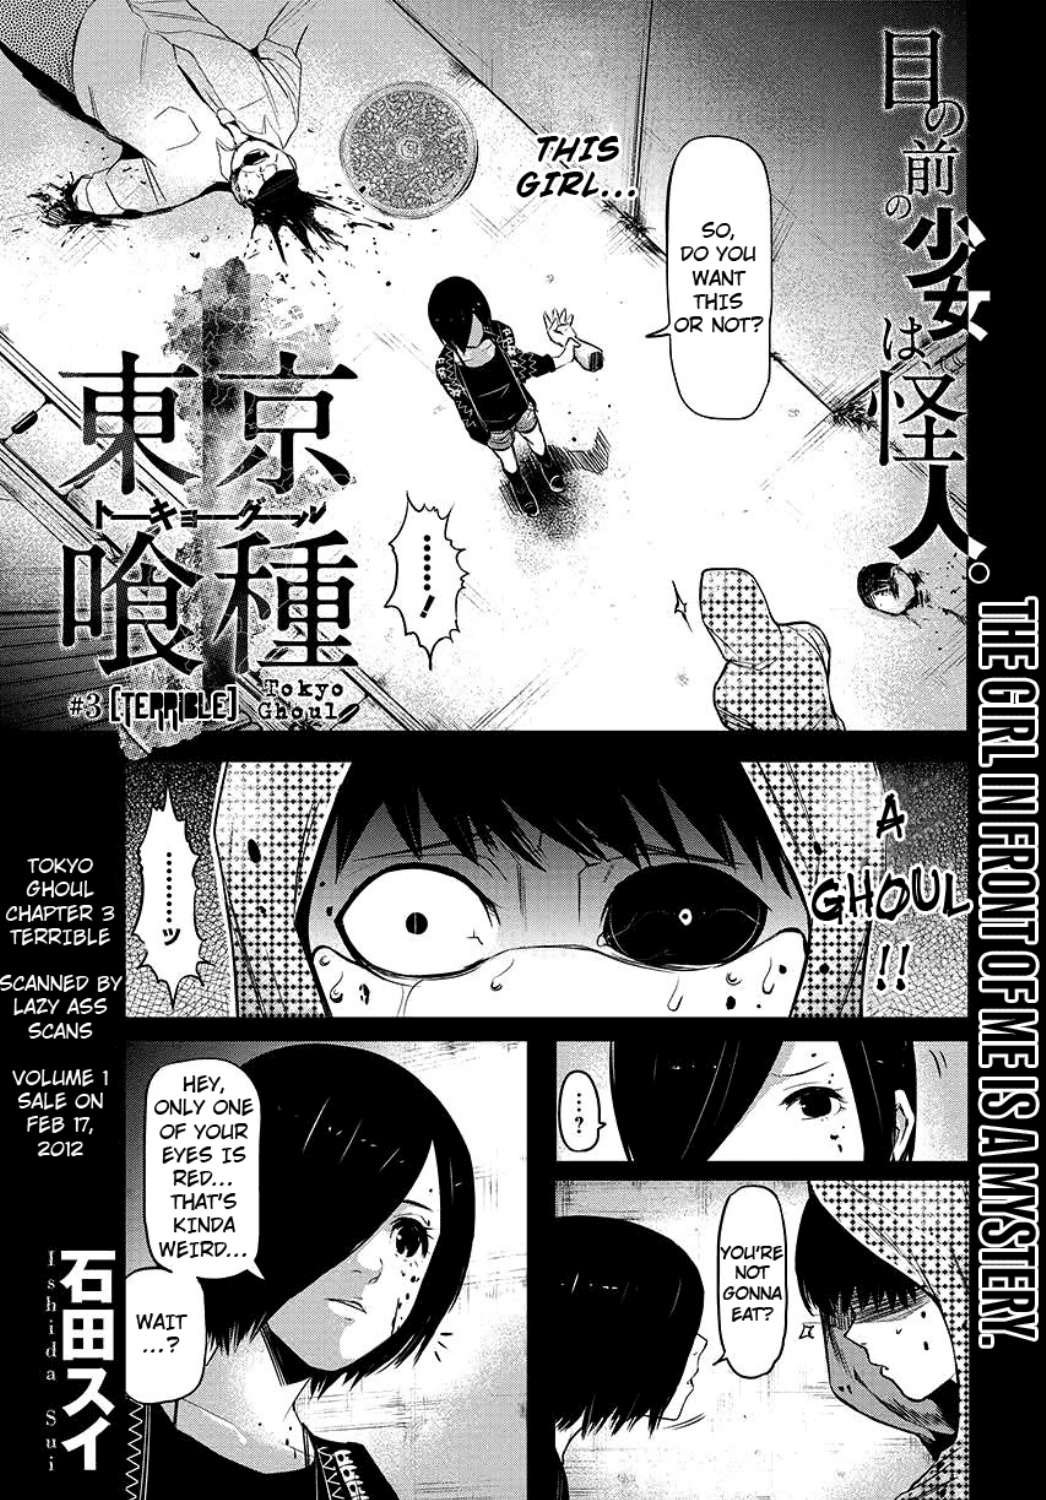 目の前の少女は怪人。
THE GIRL IN FRONT OF ME IS A MYSTERY.
SO,
DO YOU
WANT
THIS
OR NOT?
THIS
GIRL...
……!
東京
トーキョーグール
喰種
#3 [TERRIBLE]
Tokyo
Ghoul
A
GHOUL
!!
……ッ
TOKYO
GHOUL
CHAPTER 3
TERRIBLE
SCANNED BY
LAZY ASS
SCANS
VOLUME 1
SALE ON
FEB 17,
2012
…?
HEY,
ONLY ONE
OF YOUR
EYES IS
RED...
THAT'S
KINDA
WEIRD...
WAIT
...?
YOU'RE
NOT
GONNA
EAT?
石田スイ
Ishida Sui